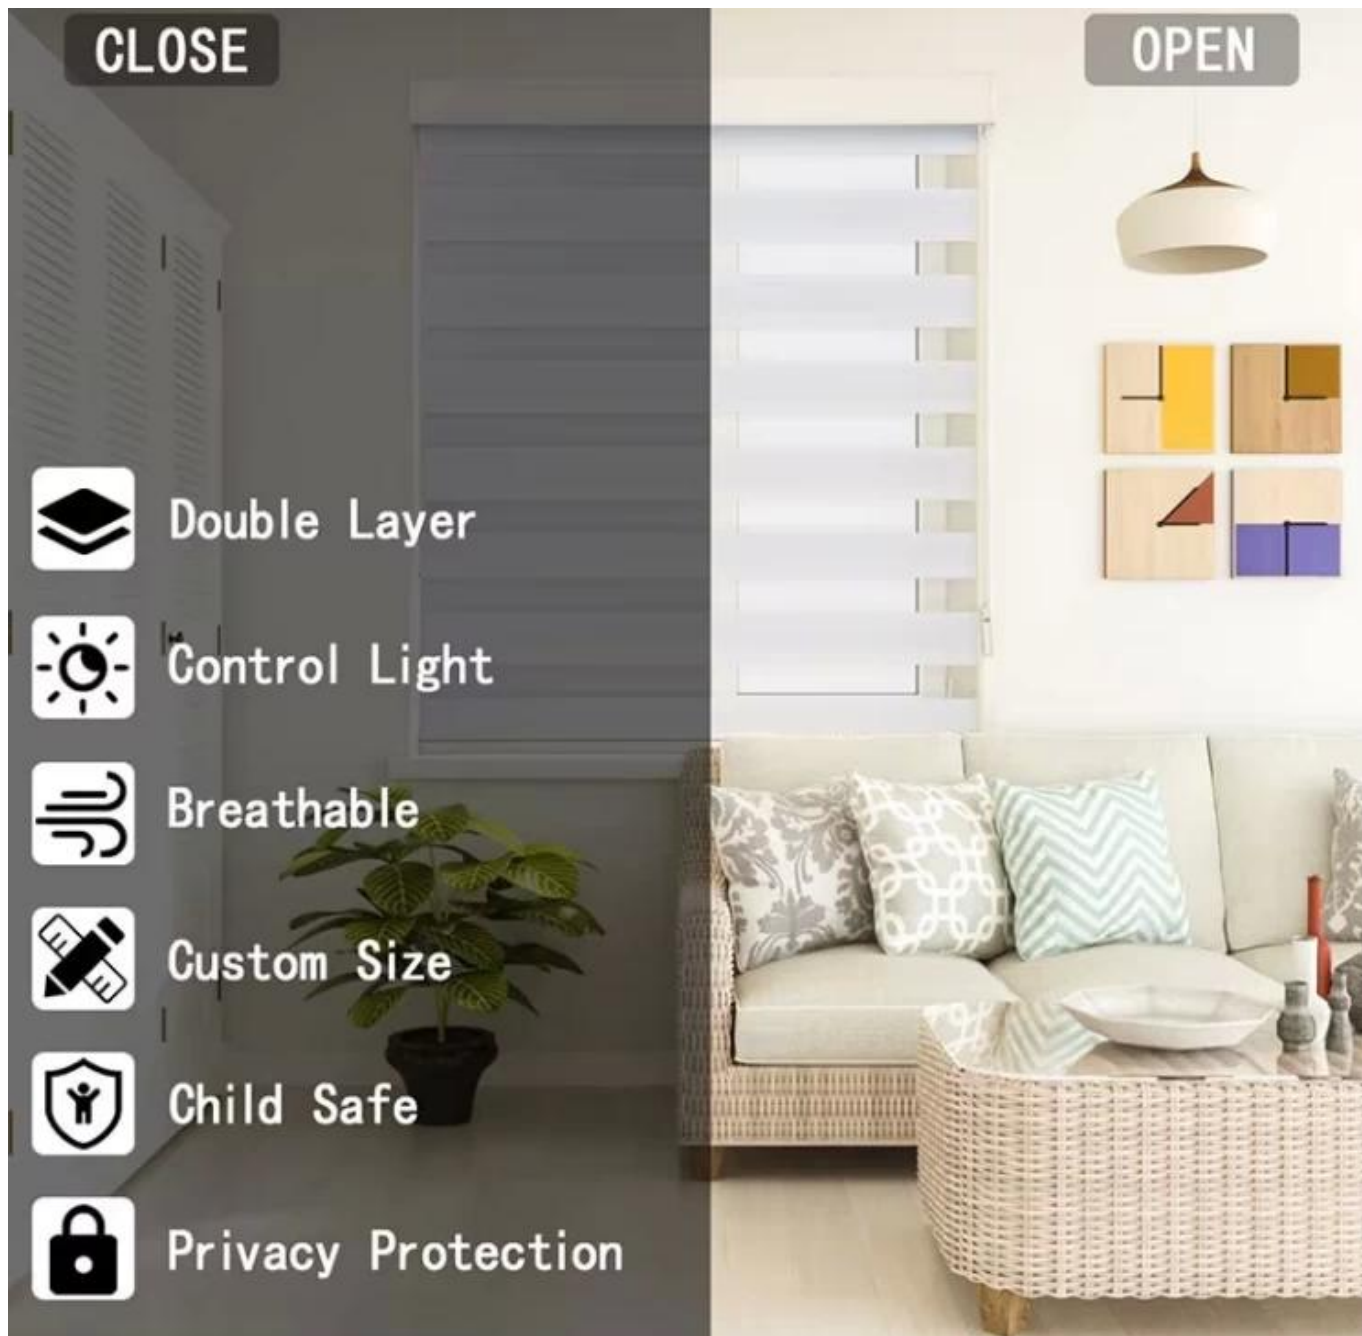 CLOSE
OPEN
Double Layer
Control Light
Breathable
Custom Size
Child Safe
Privacy Protection